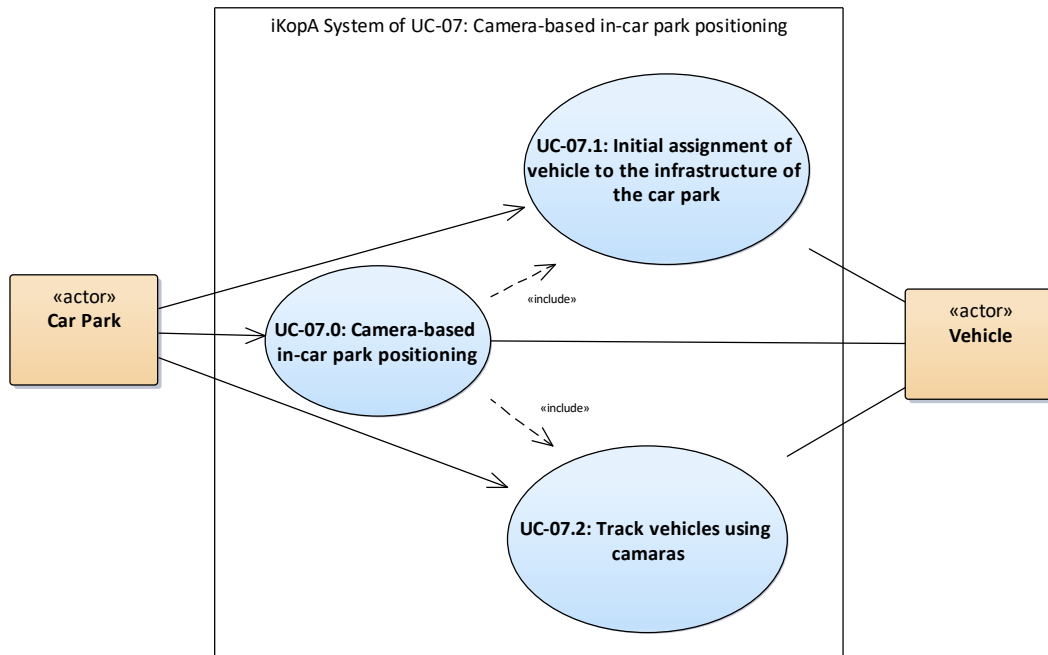 iKopA System of UC-07: Camera-based in-car park positioning
UC-07.1: Initial assignment of
vehicle to the infrastructure of
the car park
«include»
«actor»
Car Park
UC-07.0: Camera-based
in-car park positioning
«actor»
Vehicle
«include»
UC-07.2: Track vehicles using
camaras